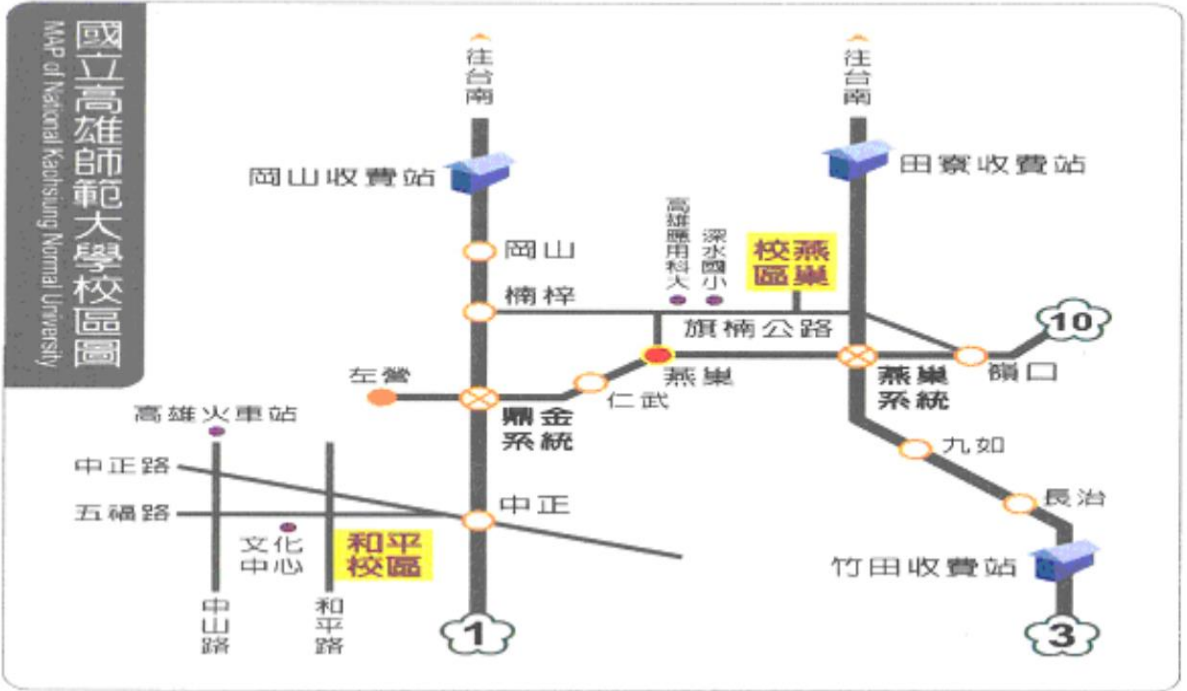 國立高雄師範大學校區圖
MAP of National Kaohsiung Normal University
往台南
往台南
岡山收費站
田寮收費站
岡山
高雄應用科大
深水國小
燕巢
校區
楠梓
旗楠公路
10
左營
仁武
燕巢
燕巢
系統
嶺口
鼎金
系統
高雄火車站
中正路
九如
五福路
中正
長治
文化
中心
和平
校區
竹田收費站
中山路
和平路
1
3